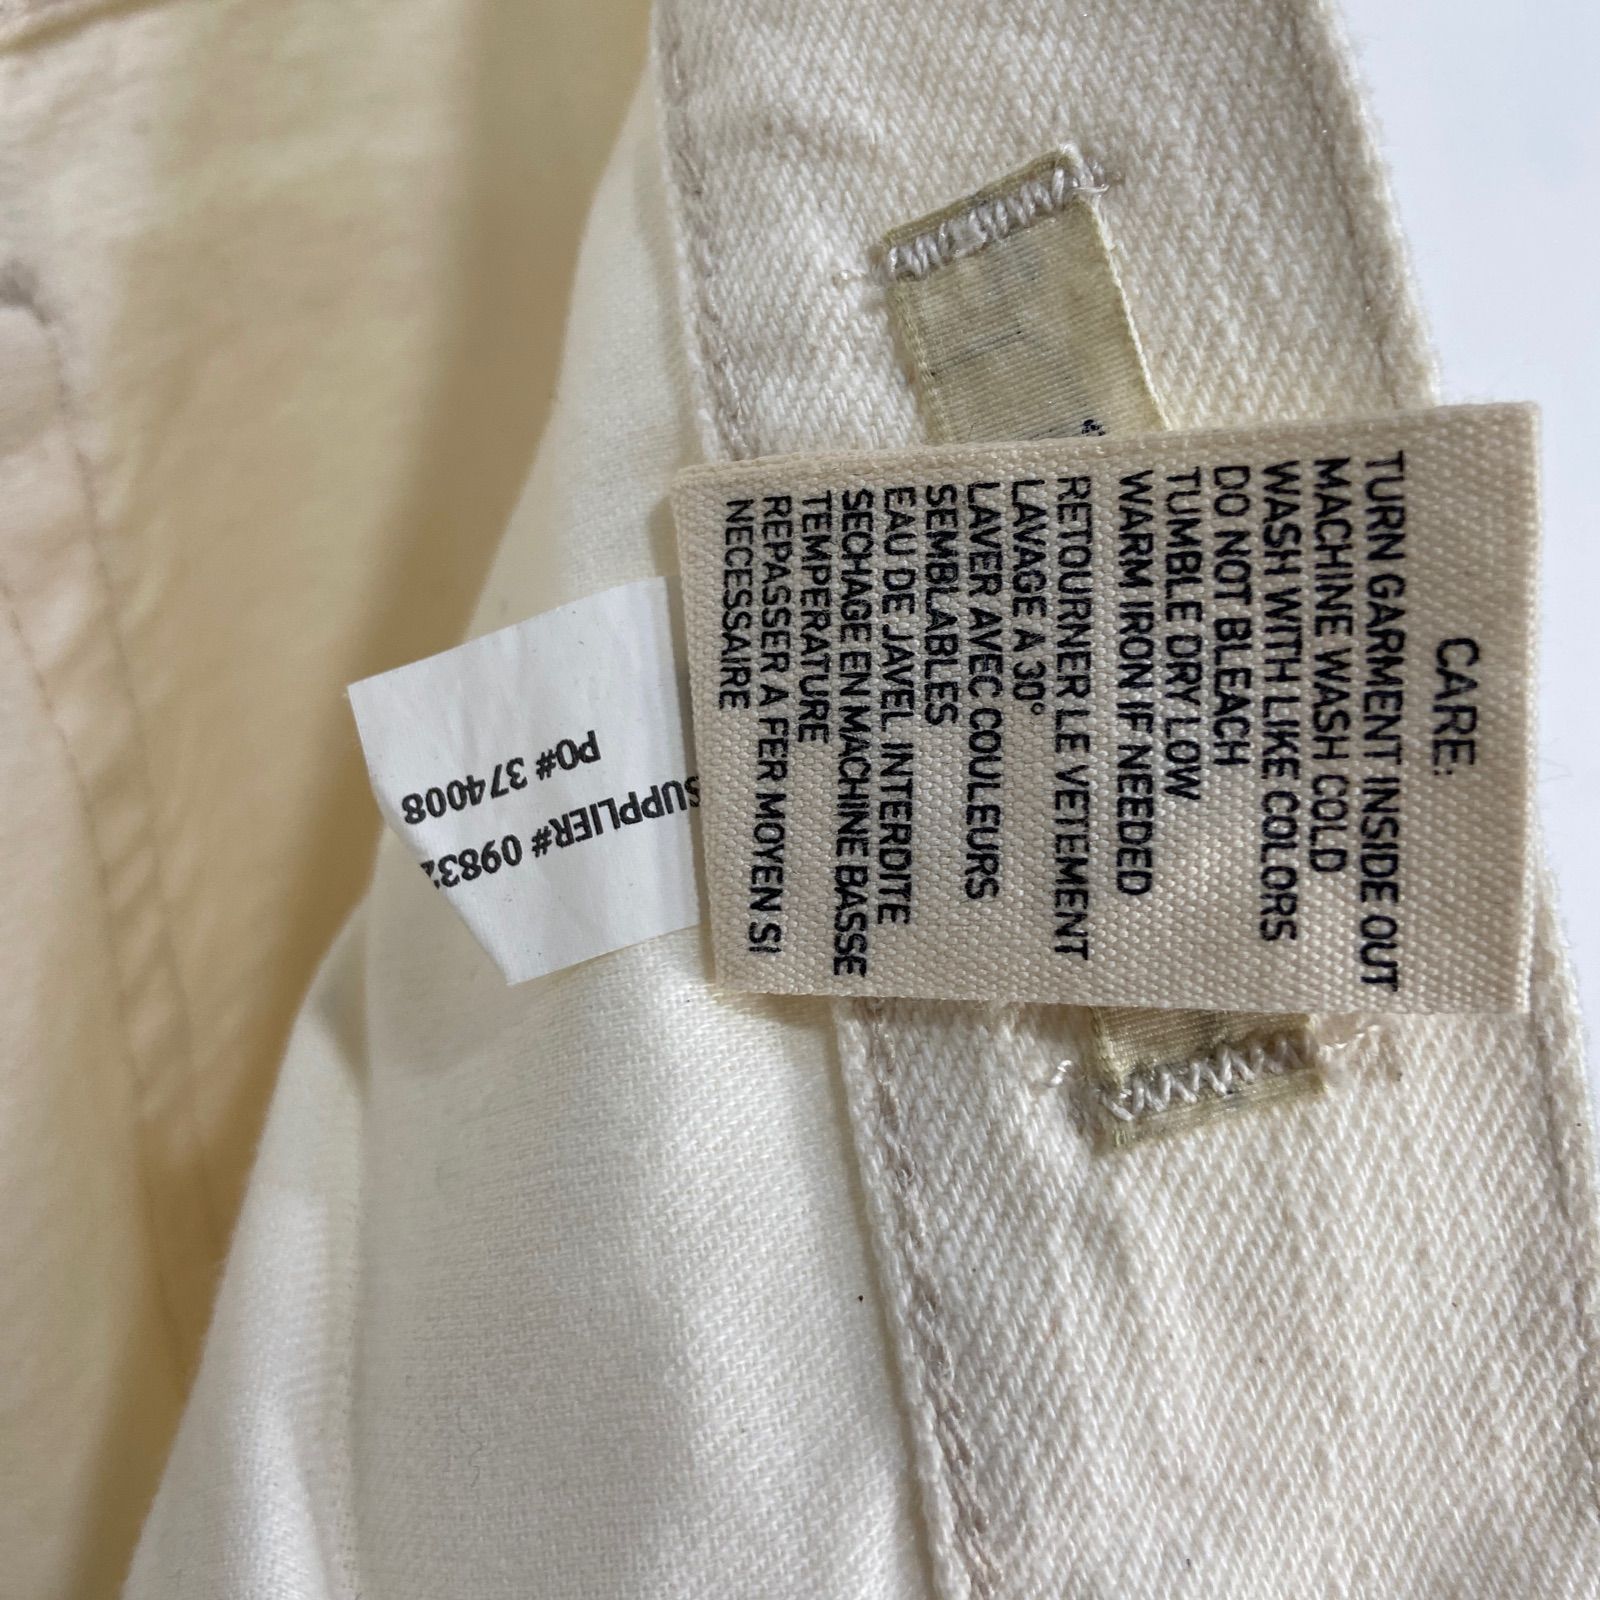 CARE:
TURN GARMENT INSIDE OUT
MACHINE WASH COLD
WASH WITH LIKE COLORS
DO NOT BLEACH
TUMBLE DRY LOW
WARM IRON IF NEEDED
RETOURNER LE VETEMENT
LAVAGE A 30°
LAVER AVEC COULEURS
SEMBLABLES
EAU DE JAVEL INTERDITE
SECHAGE EN MACHINE BASSE
TEMPERATURE
REPASSER A FER MOYEN SI
NECESSAIRE
SUPPLIER# 0983
PO# 374008